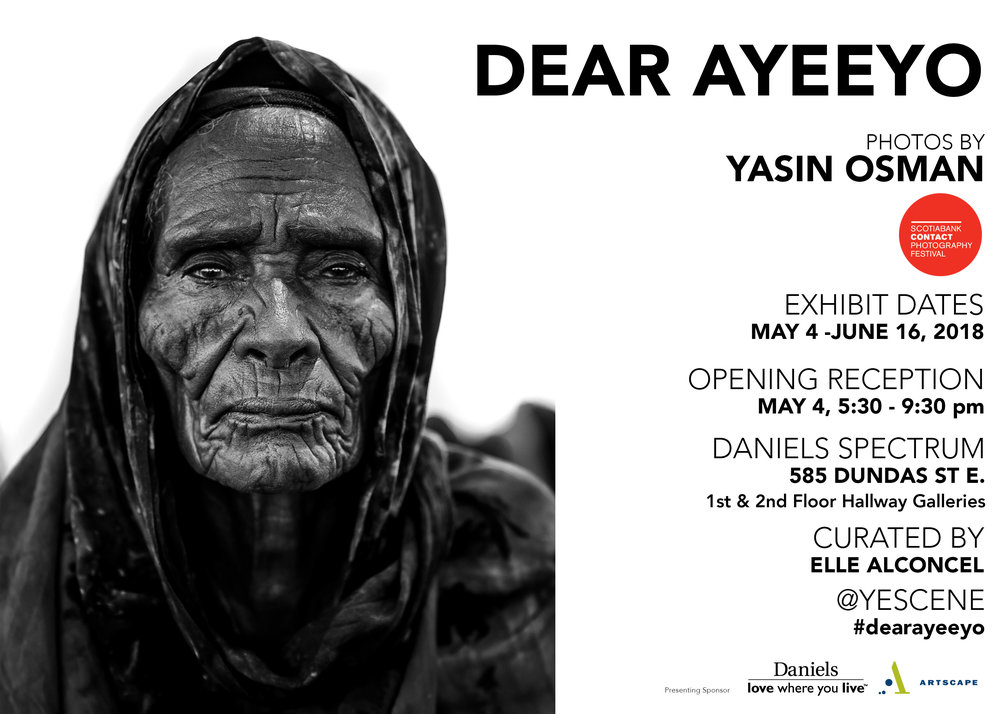 DEAR AYEEYO
PHOTOS BY
YASIN OSMAN
SCOTIABANK
CONTACT
PHOTOGRAPHY
FESTIVAL
EXHIBIT DATES
MAY 4 -JUNE 16, 2018
OPENING RECEPTION
MAY 4, 5:30 - 9:30 pm
DANIELS SPECTRUM
585 DUNDAS ST E.
1st & 2nd Floor Hallway Galleries
CURATED BY
ELLE ALCONCEL
@YESCENE
#dearayeeyo
Presenting Sponsor
Daniels
love where you live™
ARTSCAPE